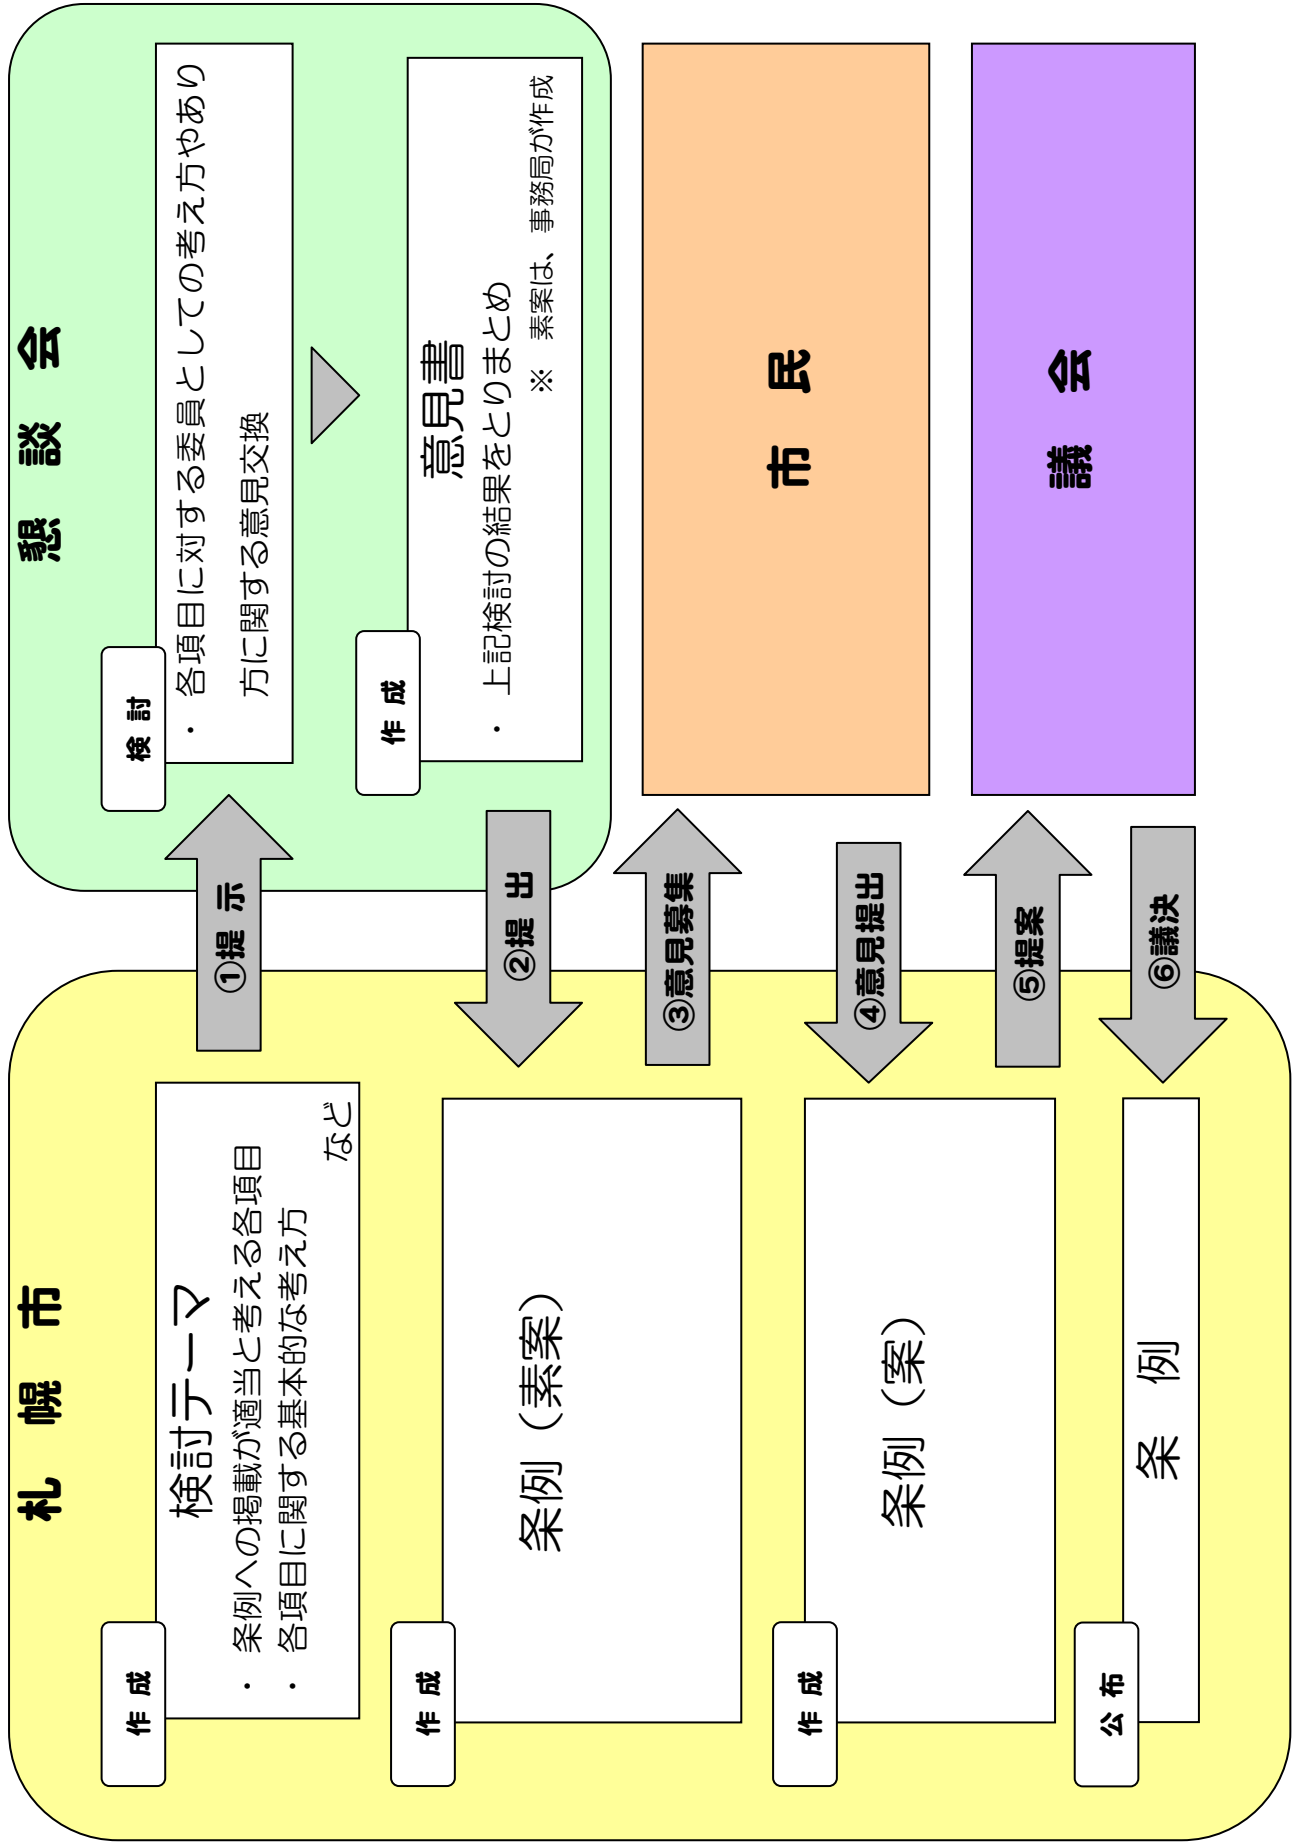 札幌市
作成
検討テーマ
・ 条例への掲載が適当と考える各項目
・ 各項目に関する基本的な考え方
など
①提示
懇談会
検討
・ 各項目に対する委員としての考え方やあり
方に関する意見交換
作成
意見書
・ 上記検討の結果をとりまとめ
※ 素案は、事務局が作成
②提出
作成
条例（素案）
③意見募集
市民
④意見提出
作成
条例（案）
⑤提案
議会
⑥議決
公布
条例